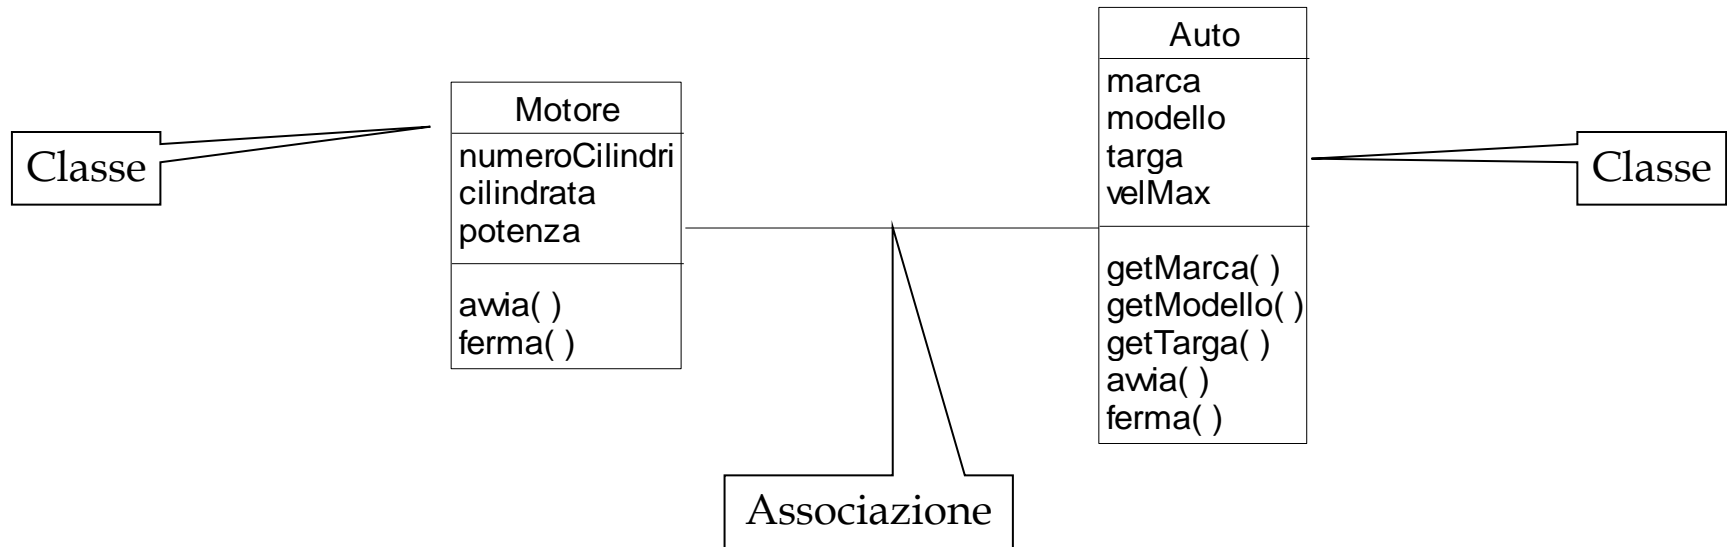 Classe
Motore
numeroCilindri
cilindrata
potenza
avvia( )
ferma( )
Associazione
Auto
marca
modello
targa
velMax
getMarca( )
getModello( )
getTarga( )
avvia( )
ferma( )
Classe